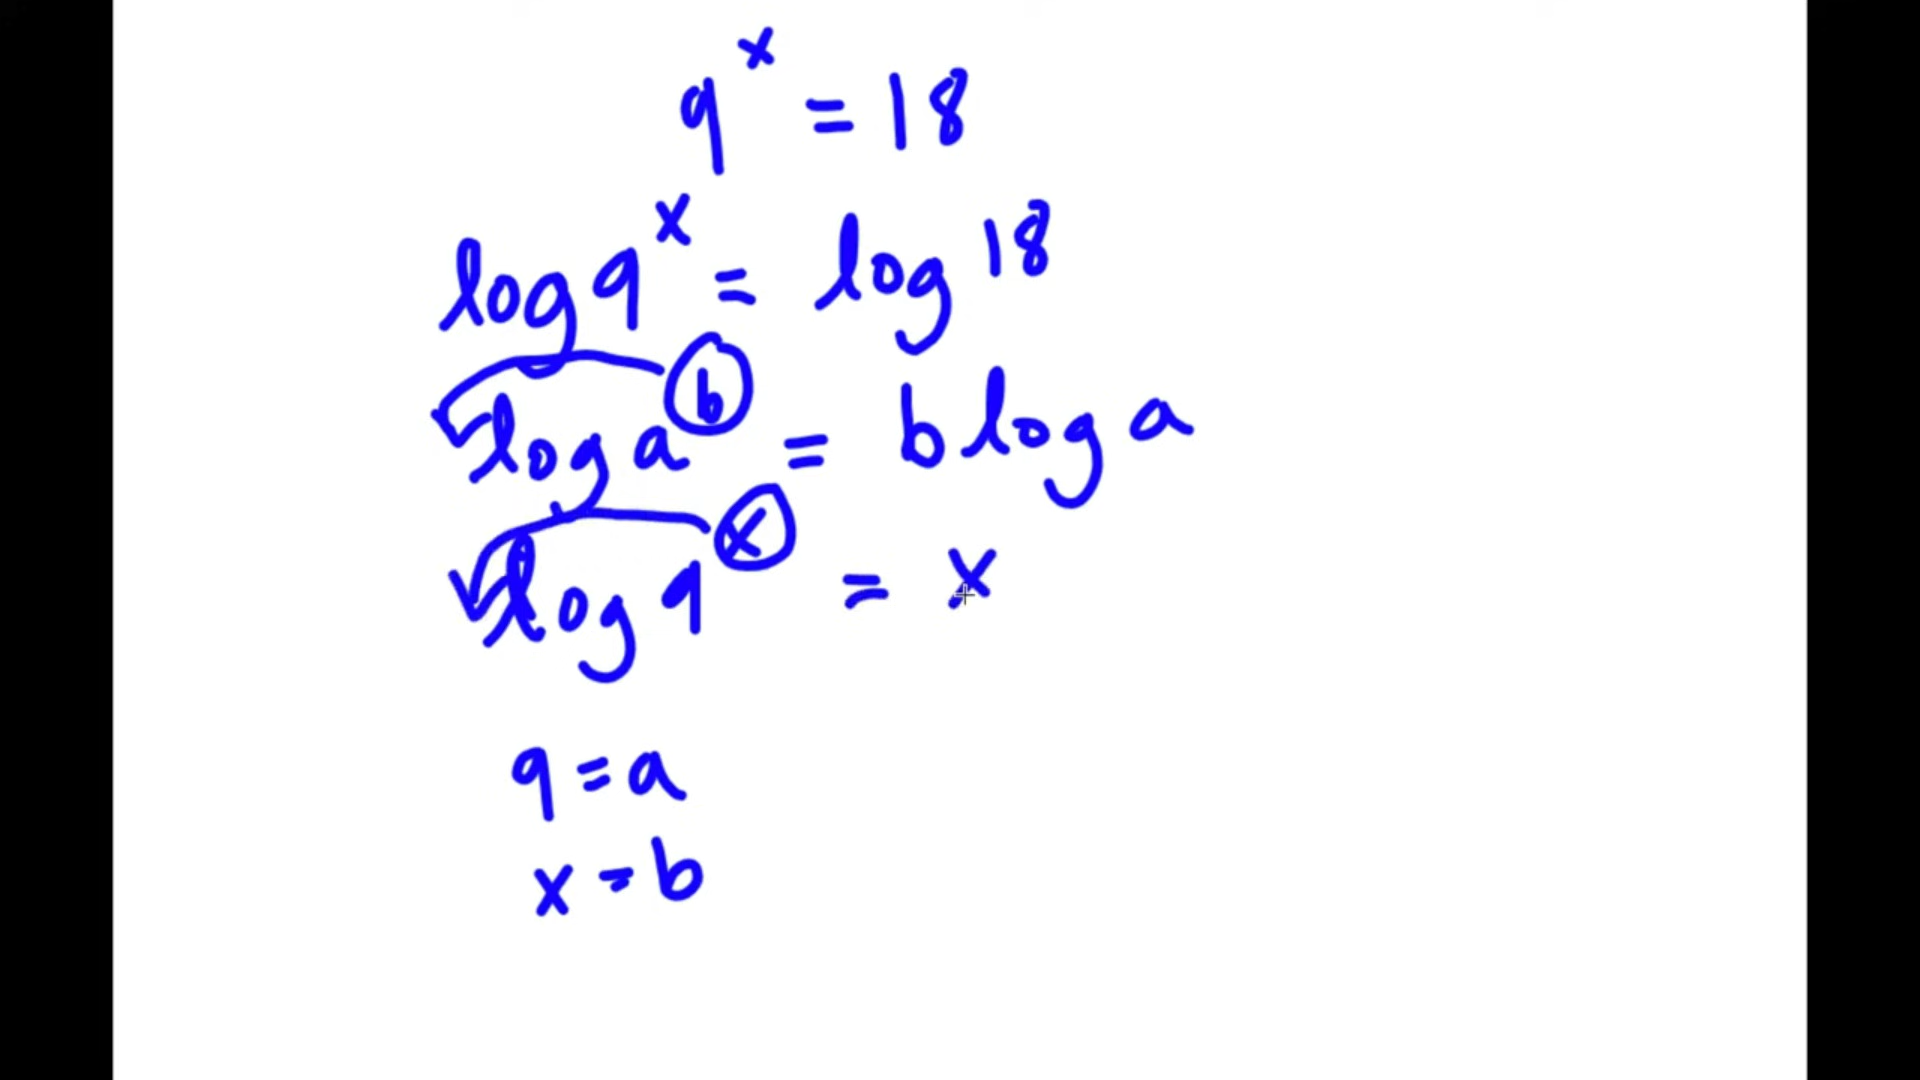 9^x = 18
log 9^x = log 18
log a^b = b log a
log 9^x = x
9 = a
x = b